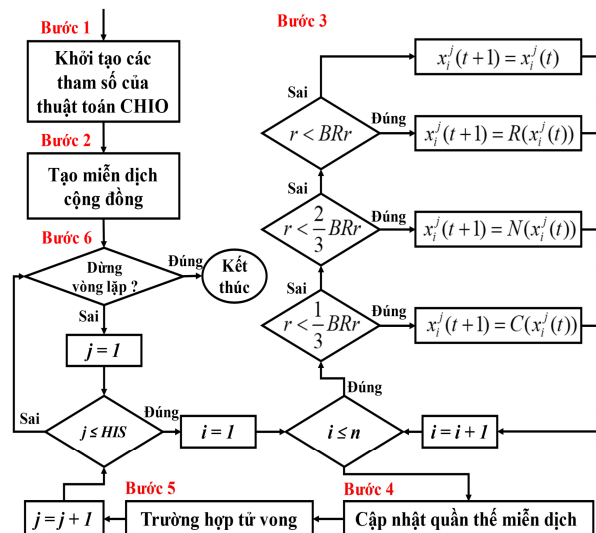 Bước 1
Khởi tạo các
tham số của
thuật toán CHIO
Bước 2
Tạo miễn dịch
cộng đồng
Bước 6
Dừng
vòng lặp ?
Đúng
Kết
thúc
Sai
j = 1
Sai
j ≤ HIS
Đúng
i = 1
i ≤ n
i = i + 1
Đúng
Bước 3
x_i^j(t+1) = x_i^j(t)
Sai
r < BRr
Đúng
x_i^j(t+1) = R(x_i^j(t))
Sai
r < 2/3 BRr
Đúng
x_i^j(t+1) = N(x_i^j(t))
Sai
r < 1/3 BRr
Đúng
x_i^j(t+1) = C(x_i^j(t))
Bước 4
Cập nhật quần thể miễn dịch
Bước 5
Trường hợp tử vong
j = j + 1